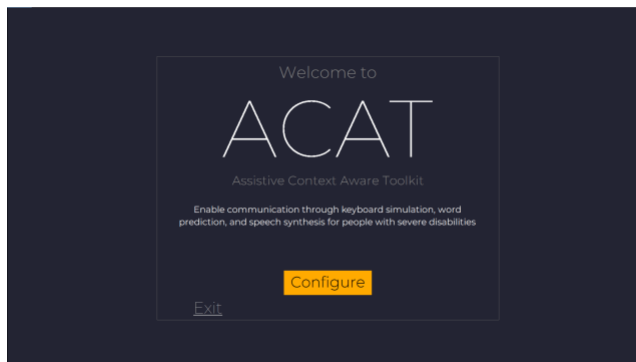 Welcome to
ACAT
Assistive Context Aware Toolkit
Enable communication through keyboard simulation, word
prediction, and speech synthesis for people with severe disabilities
Configure
Exit